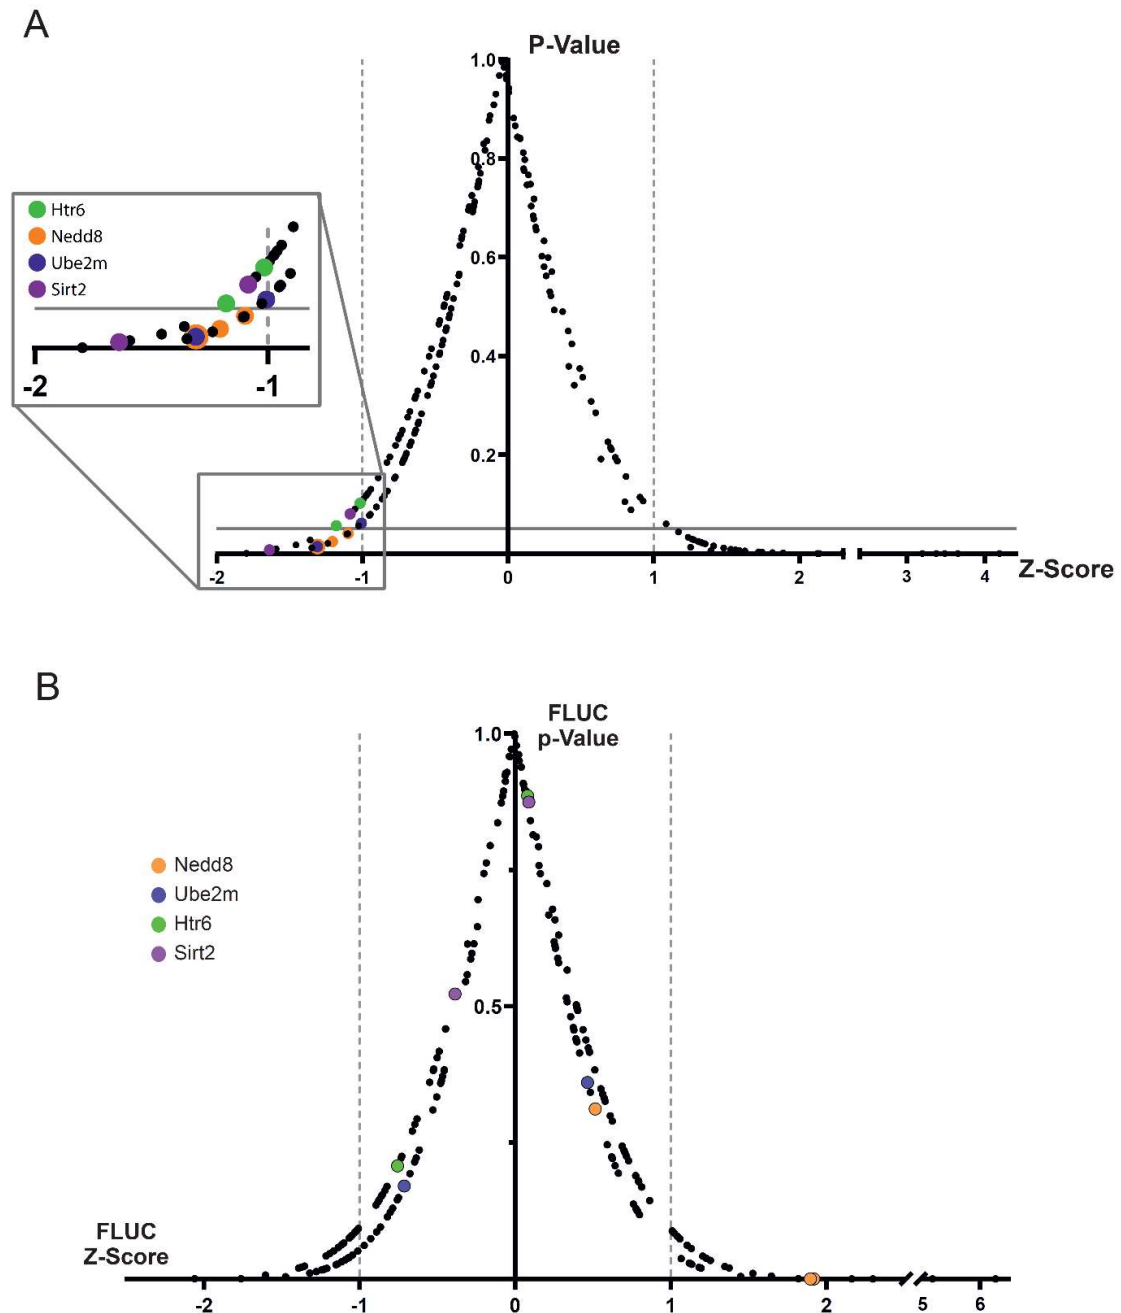 A
P-Value
1.0
0.8
0.6
0.4
0.2
Htr6
Nedd8
Ube2m
Sirt2
-2 -1
-2 -1 0 1 2 3 4 Z-Score
B
FLUC
p-Value
1.0
0.5
Nedd8
Ube2m
Htr6
Sirt2
FLUC
Z-Score
-2 -1 0 1 2 5 6